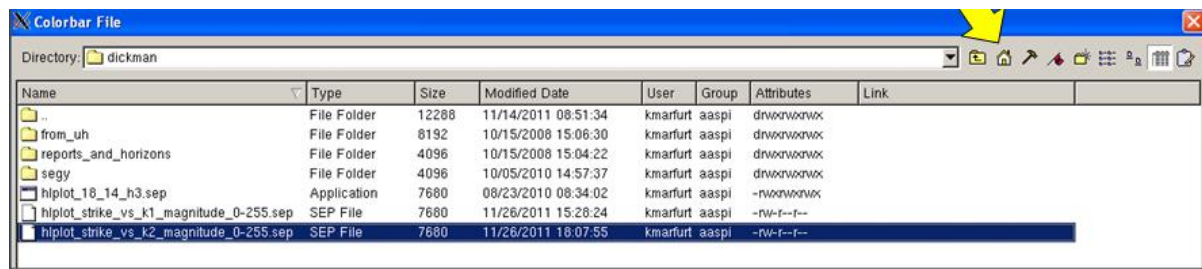 Colorbar File
Directory: dickman
Name Type Size Modified Date User Group Attributes Link
.. File Folder 12288 11/14/2011 08:51:34 kmarfurt aaspi drwxrwxrwx
from_uh File Folder 8192 10/15/2008 15:06:30 kmarfurt aaspi drwxrwxrwx
reports_and_horizons File Folder 4096 10/15/2008 15:04:22 kmarfurt aaspi drwxrwxrwx
segy File Folder 4096 10/05/2010 14:57:37 kmarfurt aaspi drwxrwxrwx
hlplot_18_14_h3.sep Application 7680 08/23/2010 08:34:02 kmarfurt aaspi -rwxrwxrwx
hlplot_strike_vs_k1_magnitude_0-255.sep SEP File 7680 11/26/2011 15:28:24 kmarfurt aaspi -rw-r--r--
hlplot_strike_vs_k2_magnitude_0-255.sep SEP File 7680 11/26/2011 18:07:55 kmarfurt aaspi -rw-r--r--